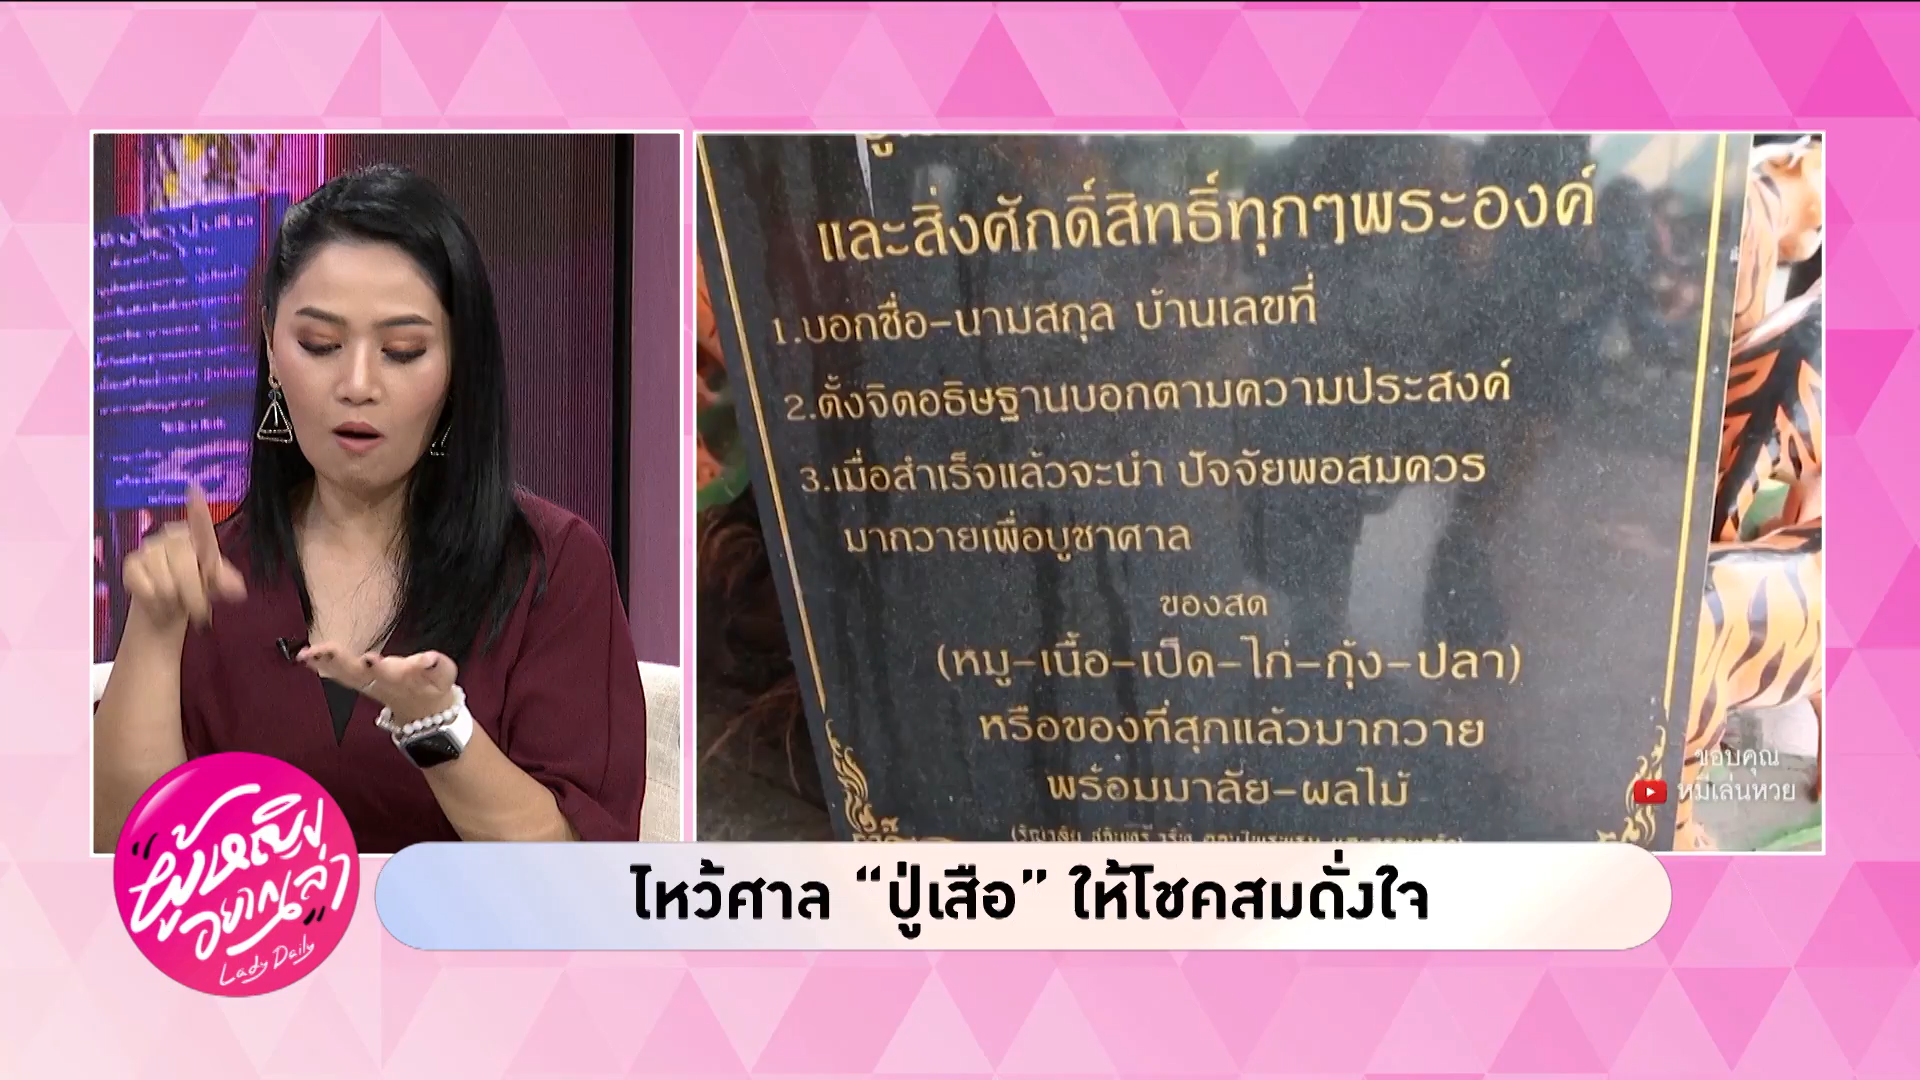 และสิ่งศักดิ์สิทธิ์ทุกๆพระองค์
1.บอกชื่อ-นามสกุล บ้านเลขที่
2.ตั้งจิตอธิษฐานบอกตามความประสงค์
3.เมื่อสำเร็จแล้วจะนำ ปัจจัยพอสมควร
มาถวายเพื่อบูชาศาล
ของสด
(หมู-เนื้อ-เป็ด-ไก่-กุ้ง-ปลา)
หรือของที่สุกแล้วมาถวาย
พร้อมมาลัย-ผลไม้
ขอบคุณ
หมีเล่นหวย
"ผู้หญิง
อยากเล่า"
Lady Daily
ไหว้ศาล “ปู่เสือ” ให้โชคสมดั่งใจ